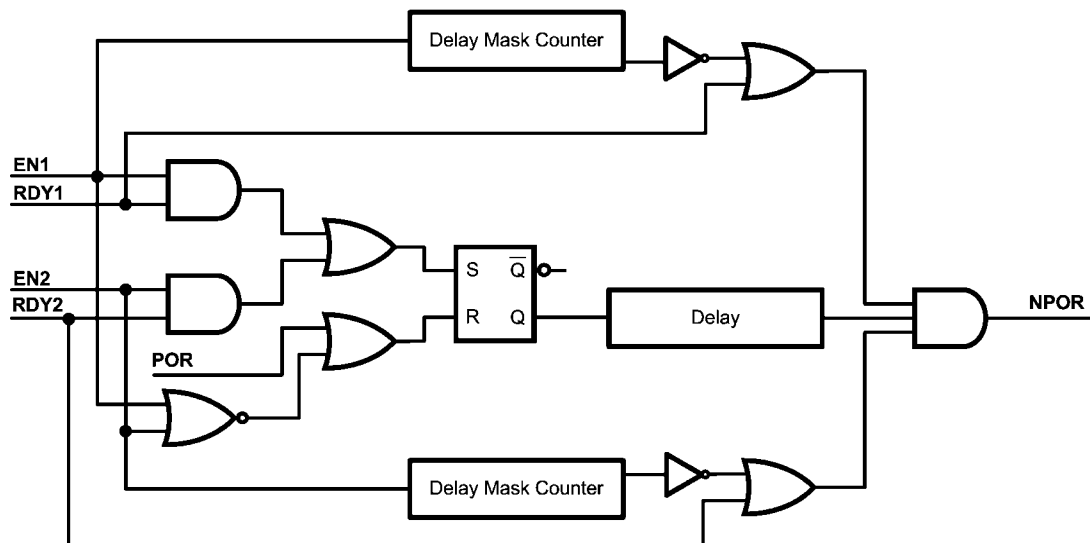 Delay Mask Counter
EN1
RDY1
EN2
RDY2
S Q̅
R Q
Delay
NPOR
POR
Delay Mask Counter